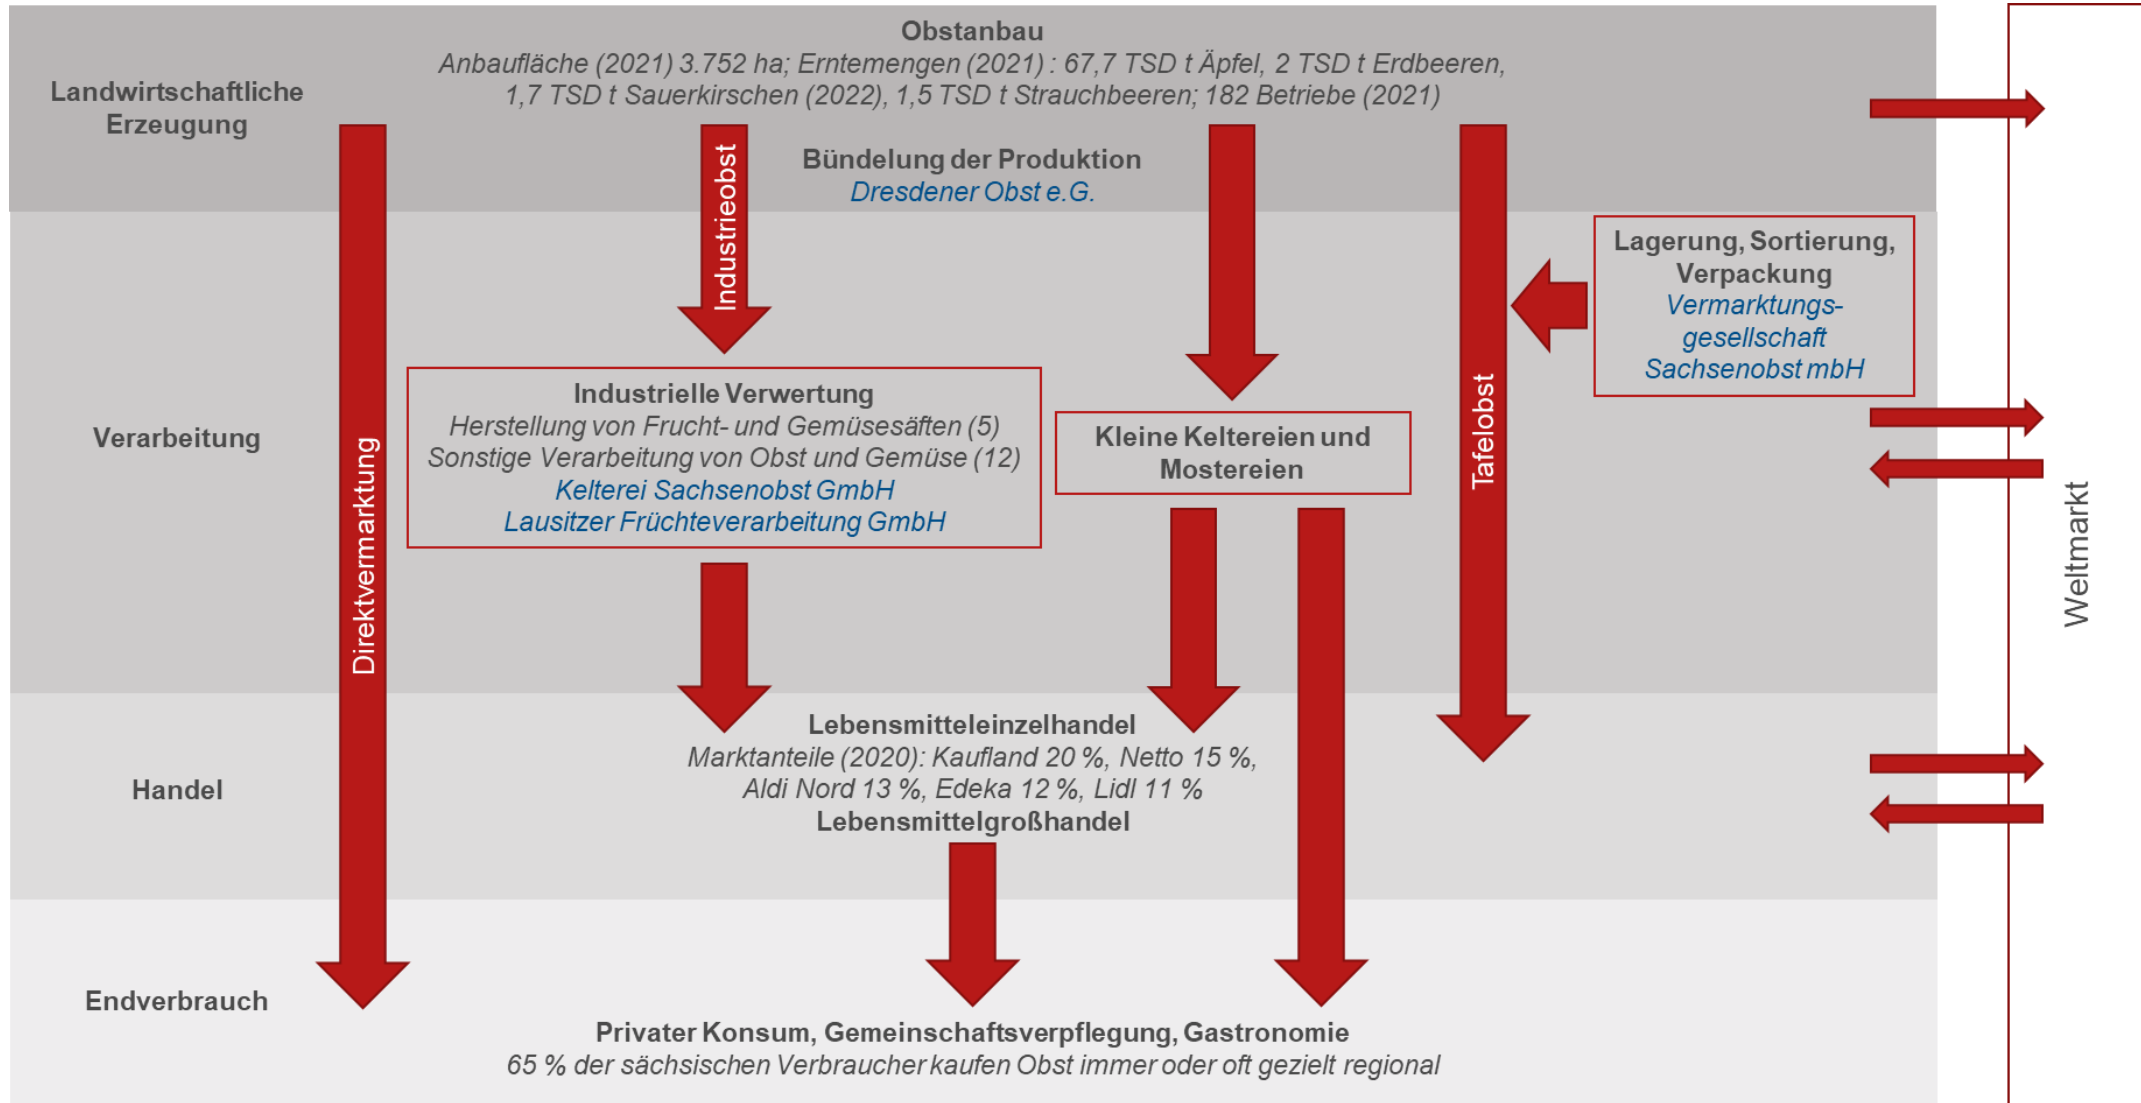 Obstanbau
Anbaufläche (2021) 3.752 ha; Erntemengen (2021) : 67,7 TSD t Äpfel, 2 TSD t Erdbeeren,
1,7 TSD t Sauerkirschen (2022), 1,5 TSD t Strauchbeeren; 182 Betriebe (2021)
Landwirtschaftliche
Erzeugung
Bündelung der Produktion
Dresdener Obst e.G.
Industrieobst
Lagerung, Sortierung,
Verpackung
Vermarktungs-
gesellschaft
Sachsenobst mbH
Verarbeitung
Direktvermarktung
Industrielle Verwertung
Herstellung von Frucht- und Gemüsesäften (5)
Sonstige Verarbeitung von Obst und Gemüse (12)
Kelterei Sachsenobst GmbH
Lausitzer Früchteverarbeitung GmbH
Kleine Keltereien und
Mostereien
Tafelobst
Weltmarkt
Handel
Lebensmitteleinzelhandel
Marktanteile (2020): Kaufland 20 %, Netto 15 %,
Aldi Nord 13 %, Edeka 12 %, Lidl 11 %
Lebensmittelgroßhandel
Endverbrauch
Privater Konsum, Gemeinschaftsverpflegung, Gastronomie
65 % der sächsischen Verbraucher kaufen Obst immer oder oft gezielt regional